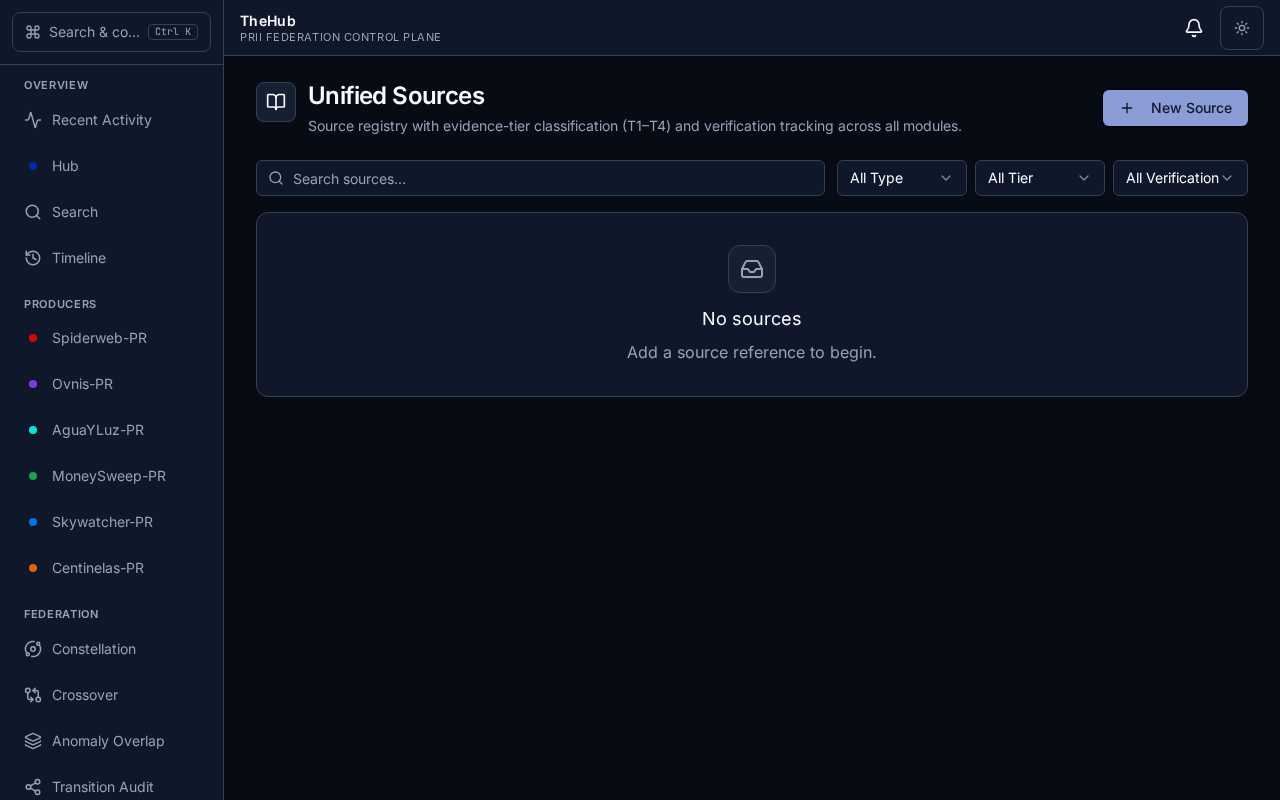 Search & co...
Ctrl K
OVERVIEW
Recent Activity
Hub
Search
Timeline
PRODUCERS
Spiderweb-PR
Ovnis-PR
AguaYLuz-PR
MoneySweep-PR
Skywatcher-PR
Centinelas-PR
FEDERATION
Constellation
Crossover
Anomaly Overlap
Transition Audit
TheHub
PRII FEDERATION CONTROL PLANE
Unified Sources
Source registry with evidence-tier classification (T1–T4) and verification tracking across all modules.
New Source
Search sources...
All Type
All Tier
All Verification
No sources
Add a source reference to begin.